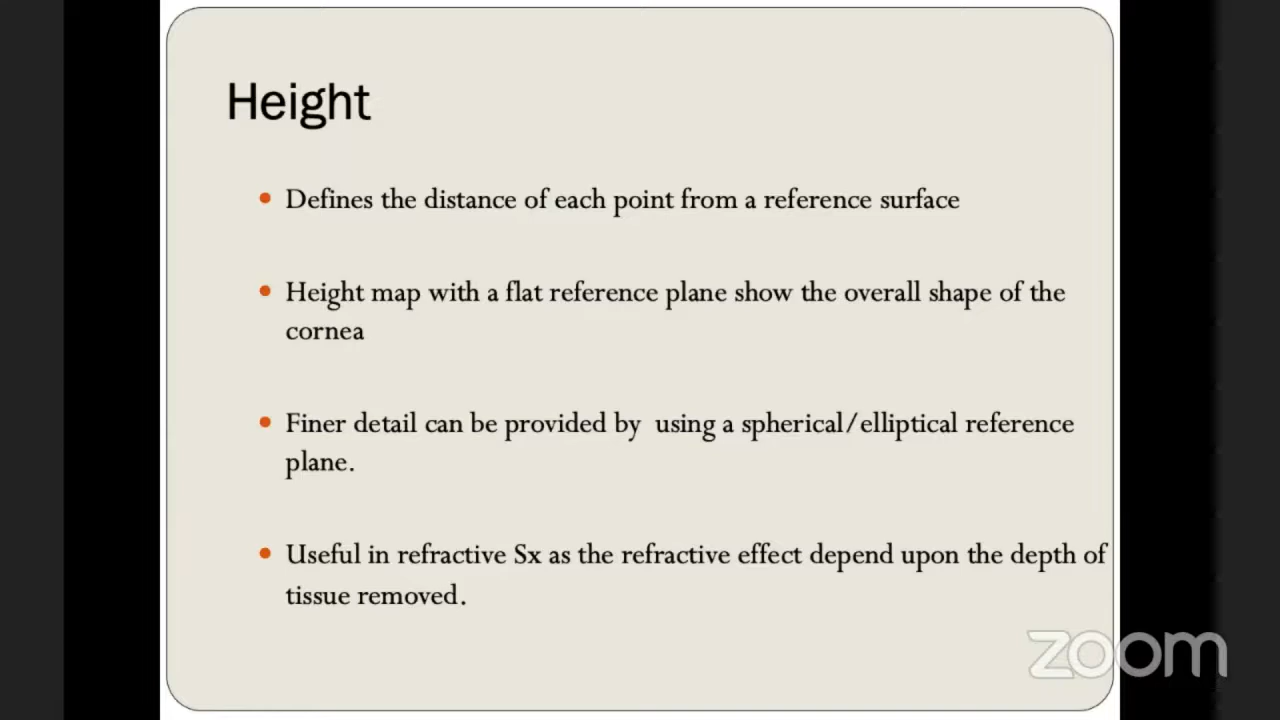 Height
• Defines the distance of each point from a reference surface
• Height map with a flat reference plane show the overall shape of the
cornea
• Finer detail can be provided by  using a spherical/elliptical reference
plane.
• Useful in refractive Sx as the refractive effect depend upon the depth of
tissue removed.
zoom